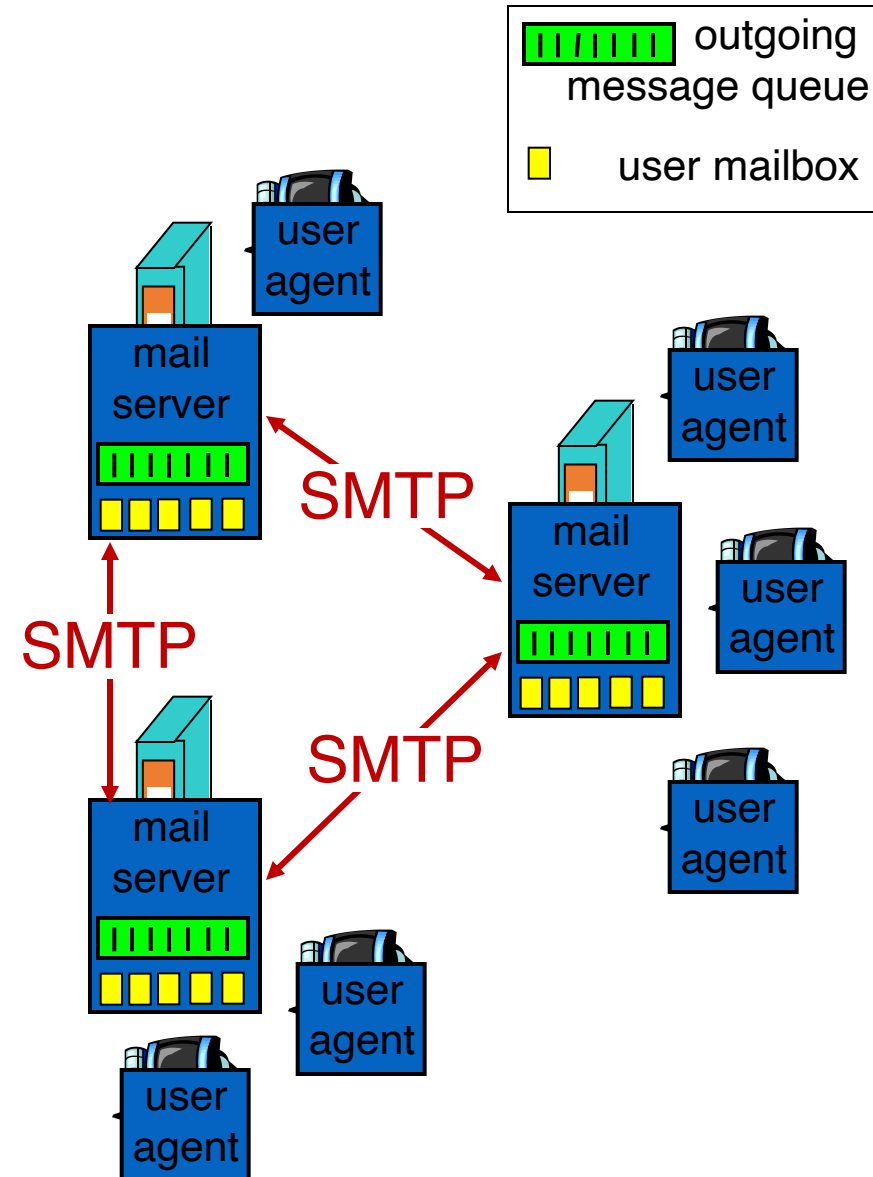 outgoing
message queue
user mailbox
user
agent
mail
server
user
agent
SMTP
mail
server
user
agent
SMTP
SMTP
user
agent
mail
server
user
agent
user
agent